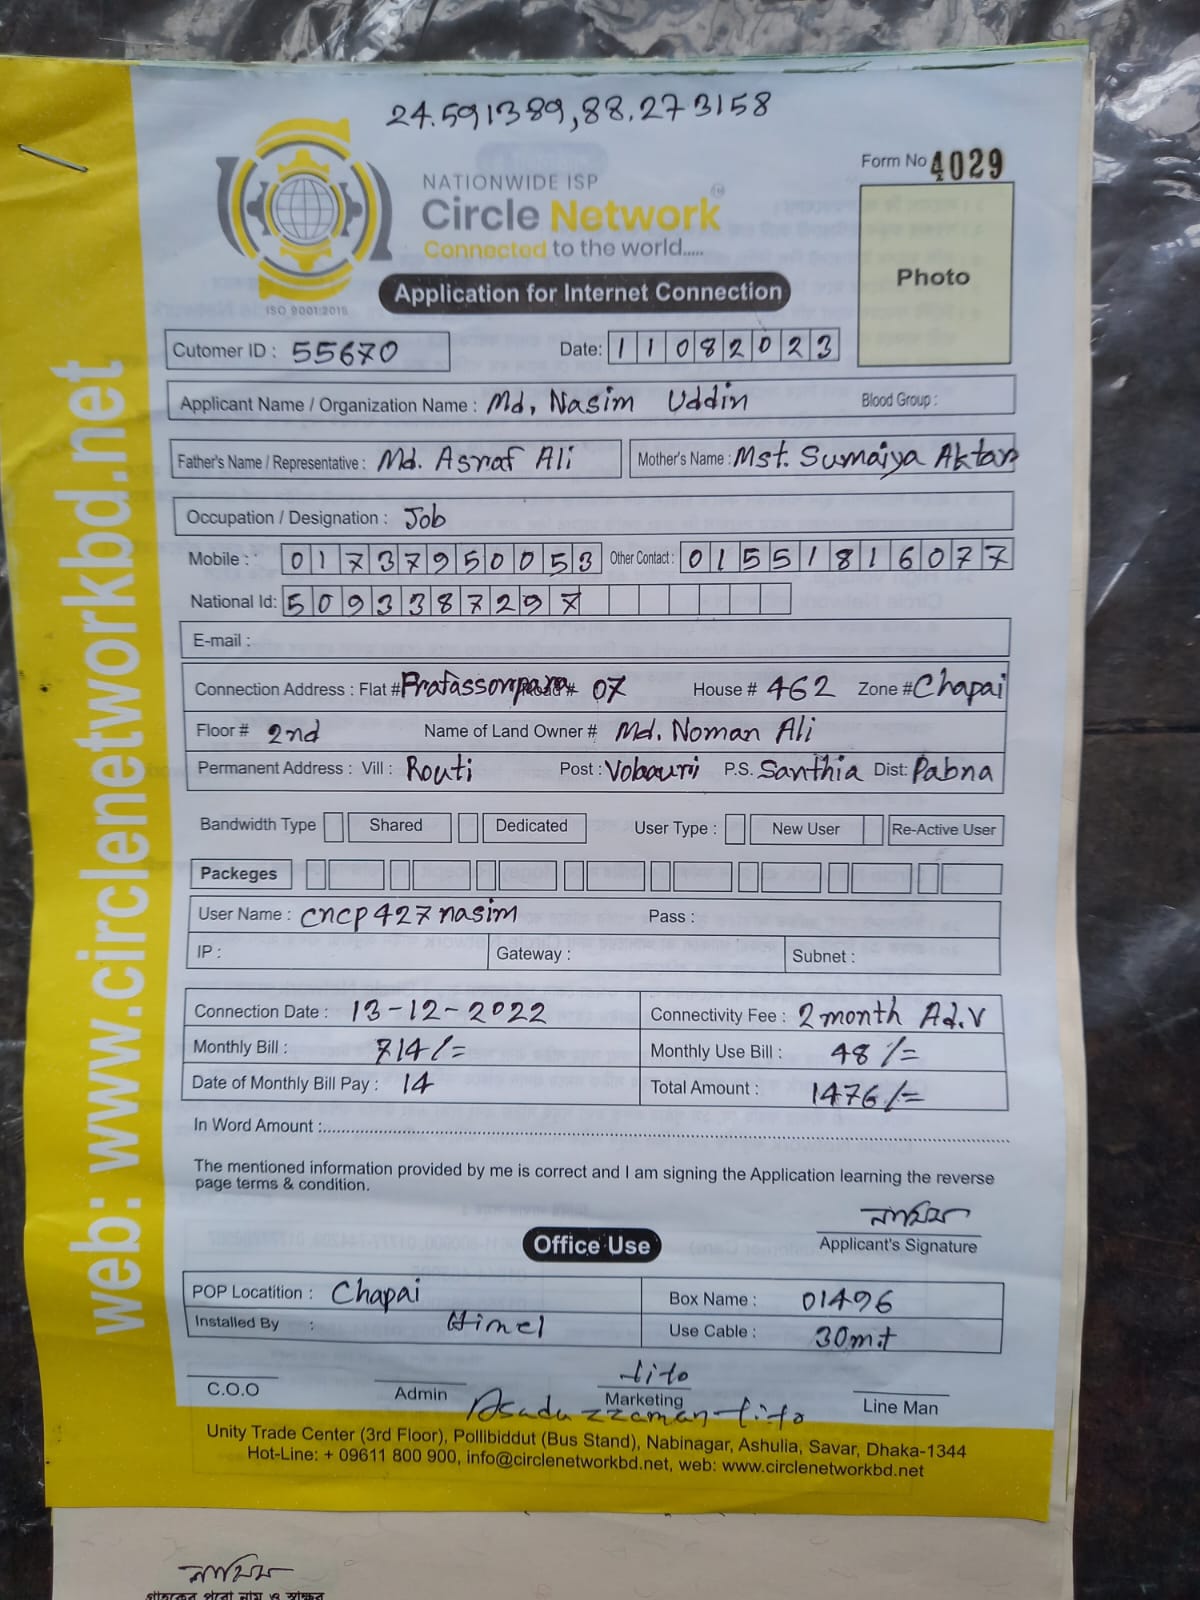 24.591389,88.273158
Form No 4029
NATIONWIDE ISP
Circle Network
Connected to the world.....
ISO 9001:2015
Application for Internet Connection
Photo
Cutomer ID : 55670
Date: 11082023
Applicant Name / Organization Name : Md, Nasim Uddin Blood Group :
Father's Name / Representative : Md. Asraf Ali Mother's Name : Mst. Sumaiya Aktar
Occupation / Designation : Job
Mobile : 01737950053 Other Contact : 01551816077
National Id: 5093387297
E-mail :
Connection Address : Flat # Prafassorpara Road # 07 House # 462 Zone # Chapai
Floor # 2nd Name of Land Owner # Md. Noman Ali
Permanent Address : Vill : Routi Post : P.S. Santhia Dist: Pabna
Bandwidth Type Shared Dedicated User Type : New User Re-Active User
Packeges
User Name : cncp427nasim Pass :
IP : Gateway : Subnet :
Connection Date : 13-12-2022 Connectivity Fee : 2 month Ad.V
Monthly Bill : 714/= Monthly Use Bill : 48/=
Date of Monthly Bill Pay : 14 Total Amount : 1476/=
In Word Amount :
The mentioned information provided by me is correct and I am signing the Application learning the reverse
page terms & condition.
নাসিম
Applicant's Signature
Office Use
POP Locatition : Chapai Box Name : 01496
Installed By : Himel Use Cable : 30mt
tito
C.O.O Admin Marketing Line Man
Asaduzzaman tito
Unity Trade Center (3rd Floor), Pollibiddut (Bus Stand), Nabinagar, Ashulia, Savar, Dhaka-1344
Hot-Line: + 09611 800 900, info@circlenetworkbd.net, web: www.circlenetworkbd.net
web: www.circlenetworkbd.net
নাসিম
গ্রাহকের পুরো নাম ও স্বাক্ষর